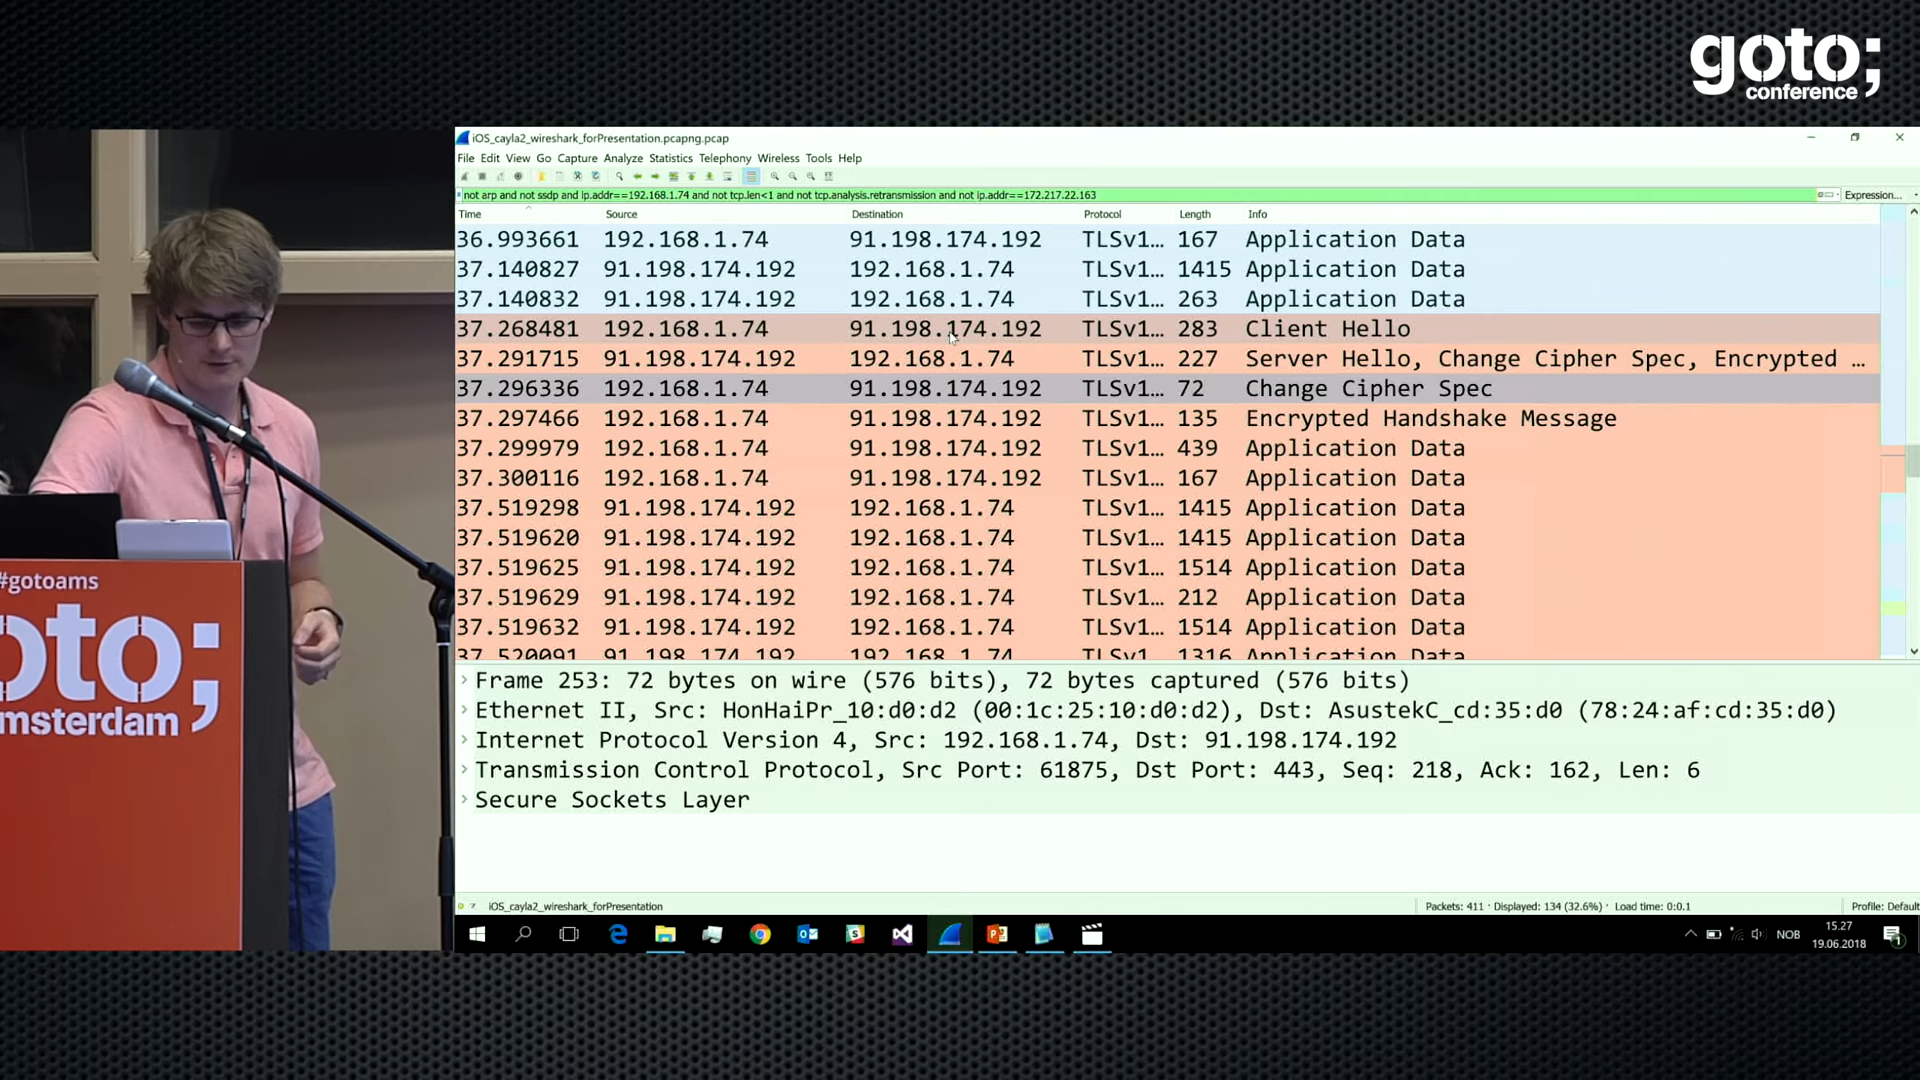 goto;
conference
iOS_cayla2_wireshark_forPresentation.pcapng.pcap
File Edit View Go Capture Analyze Statistics Telephony Wireless Tools Help
not arp and not ssdp and ip.addr==192.168.1.74 and not tcp.len<1 and not tcp.analysis.retransmission and not ip.addr==172.217.22.163 Expression...
Time Source Destination Protocol Length Info
36.993661 192.168.1.74 91.198.174.192 TLSv1... 167 Application Data
37.140827 91.198.174.192 192.168.1.74 TLSv1... 1415 Application Data
37.140832 91.198.174.192 192.168.1.74 TLSv1... 263 Application Data
37.268481 192.168.1.74 91.198.174.192 TLSv1... 283 Client Hello
37.291715 91.198.174.192 192.168.1.74 TLSv1... 227 Server Hello, Change Cipher Spec, Encrypted ...
37.296336 192.168.1.74 91.198.174.192 TLSv1... 72 Change Cipher Spec
37.297466 192.168.1.74 91.198.174.192 TLSv1... 135 Encrypted Handshake Message
37.299979 192.168.1.74 91.198.174.192 TLSv1... 439 Application Data
37.300116 192.168.1.74 91.198.174.192 TLSv1... 167 Application Data
37.519298 91.198.174.192 192.168.1.74 TLSv1... 1415 Application Data
37.519620 91.198.174.192 192.168.1.74 TLSv1... 1415 Application Data
37.519625 91.198.174.192 192.168.1.74 TLSv1... 1514 Application Data
37.519629 91.198.174.192 192.168.1.74 TLSv1... 212 Application Data
37.519632 91.198.174.192 192.168.1.74 TLSv1... 1514 Application Data
37.520091 91.198.174.192 192.168.1.74 TLSv1 1316 Application Data
Frame 253: 72 bytes on wire (576 bits), 72 bytes captured (576 bits)
Ethernet II, Src: HonHaiPr_10:d0:d2 (00:1c:25:10:d0:d2), Dst: AsustekC_cd:35:d0 (78:24:af:cd:35:d0)
Internet Protocol Version 4, Src: 192.168.1.74, Dst: 91.198.174.192
Transmission Control Protocol, Src Port: 61875, Dst Port: 443, Seq: 218, Ack: 162, Len: 6
Secure Sockets Layer
iOS_cayla2_wireshark_forPresentation Packets: 411 · Displayed: 134 (32.6%) · Load time: 0:0.1 Profile: Default
NOB
15.27
19.06.2018
1
#gotoams
oto;
msterdam